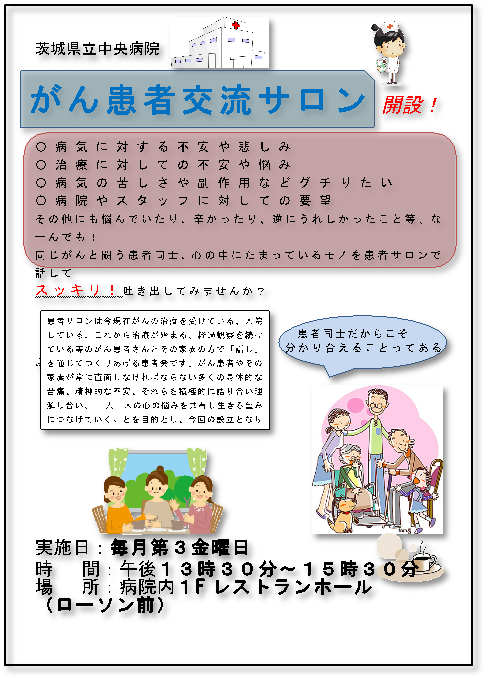 茨城県立中央病院
がん患者交流サロン
開設！
○病気に対する不安や悲しみ
○治療に対しての不安や悩み
○病気の苦しさや副作用などグチりたい
○病院やスタッフに対しての要望
その他にも悩んでいたり、辛かったり、逆にうれしかったこと等、な
ーんでも！
同じがんと闘う患者同士、心の中にたまっているモノを患者サロンで
話して
スッキリ！吐き出してみませんか？
患者サロンは今現在がんの治療を受けている、入院
している、これから治療が始まる、経過観察を続け
ている等のがん患者さんとその家族の方で「話し」
を通じてつくりあげる患者会です。がん患者やその
家族が常に直面しなければならない多くの身体的な
苦痛、精神的な不安、それらを積極的に語り合い理
解し合い、一人一人の心の悩みを共有し生きる望み
につなげていくことを目的とし、今回の設立となり
患者同士だからこそ
分かり合えることってある
実施日：毎月第３金曜日
時　間：午後１３時３０分～１５時３０分
場　所：病院内１Fレストランホール
（ローソン前）